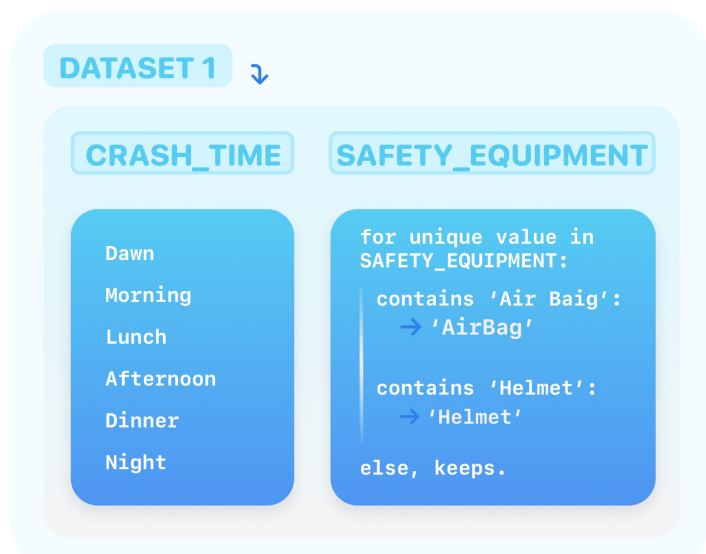 DATASET 1
CRASH_TIME
SAFETY_EQUIPMENT
Dawn
Morning
Lunch
Afternoon
Dinner
Night
for unique value in
SAFETY_EQUIPMENT:
contains ‘Air Baig’:
→ ‘AirBag’
contains ‘Helmet’:
→ ‘Helmet’
else, keeps.